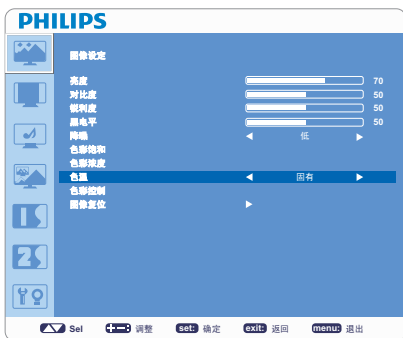 PHILIPS
图像设定
亮度 70
对比度 50
锐利度 50
黑电平 50
降噪 低
色彩饱和
色彩浓度
色温 固有
色彩控制
图像复位
Sel 调整 set: 确定 exit: 返回 menu: 退出